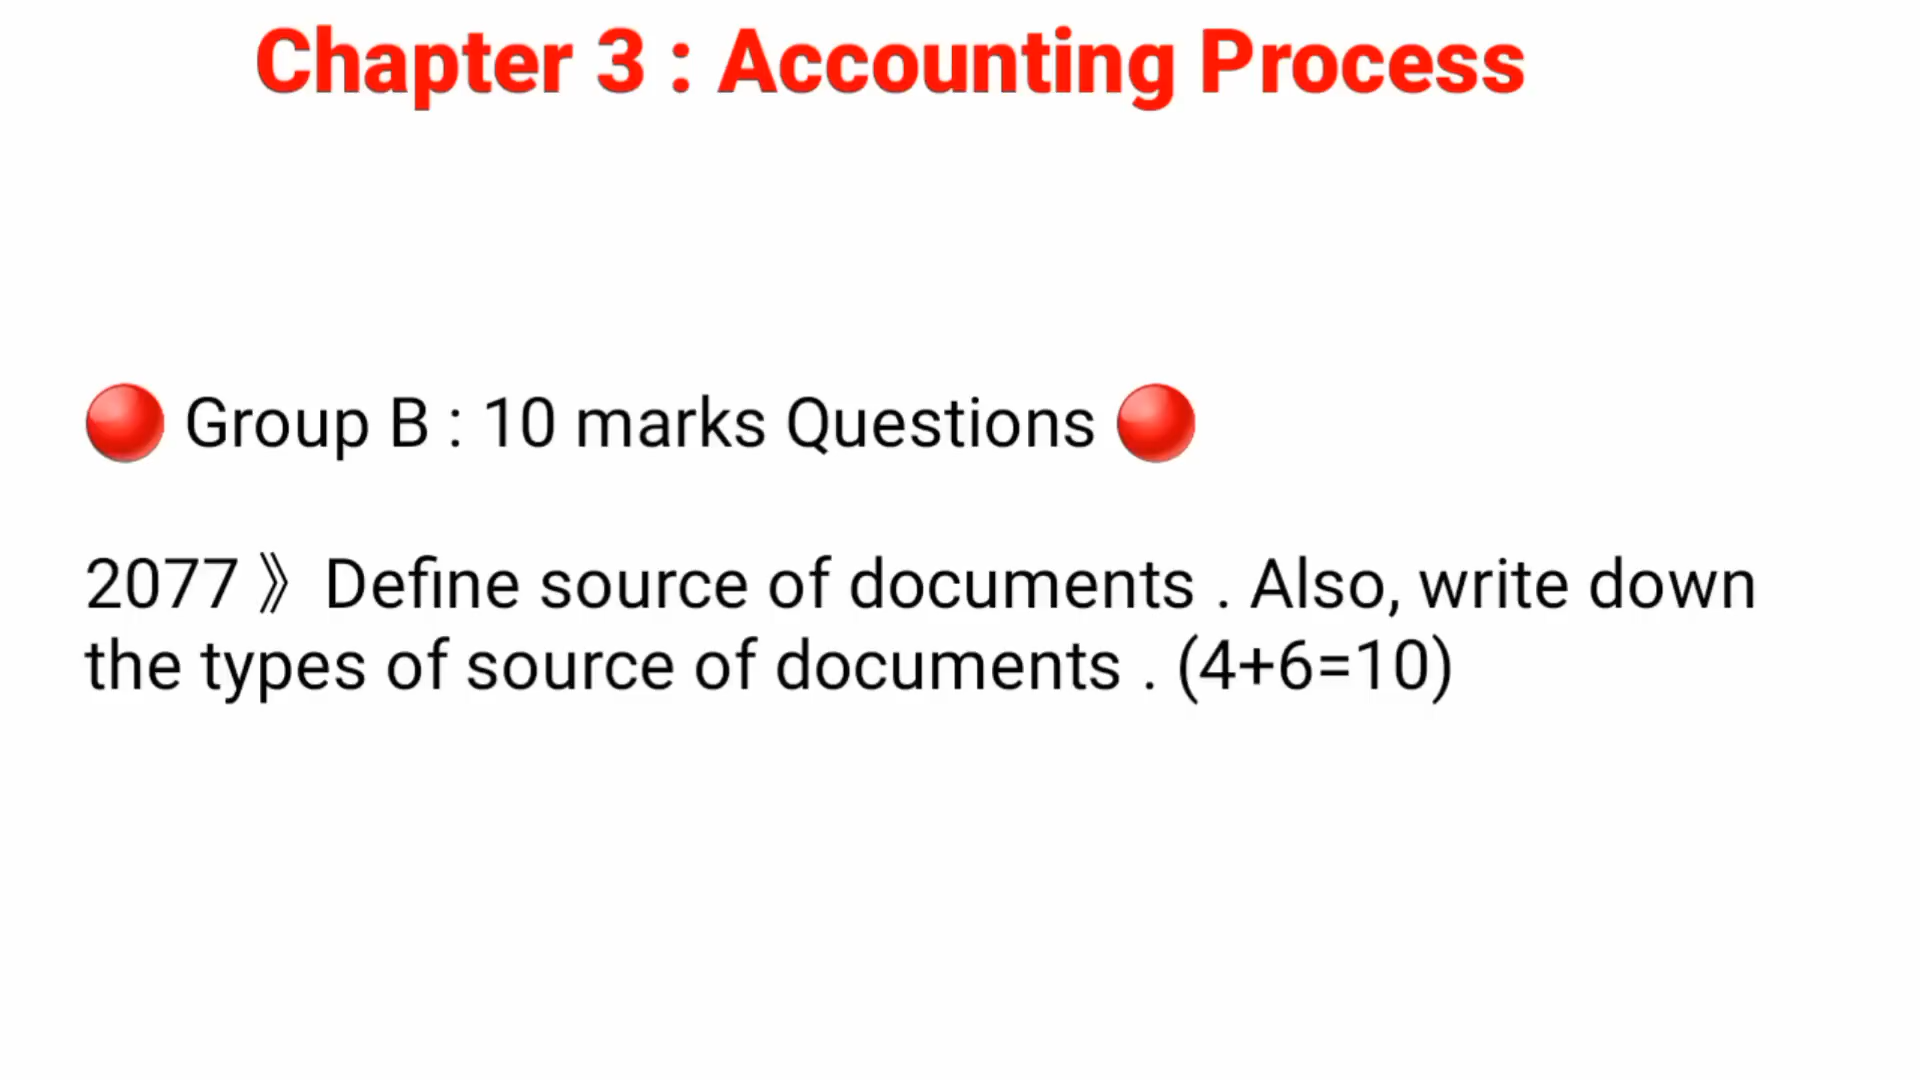 Chapter 3 : Accounting Process
🔴 Group B : 10 marks Questions 🔴
2077 》 Define source of documents . Also, write down
the types of source of documents . (4+6=10)